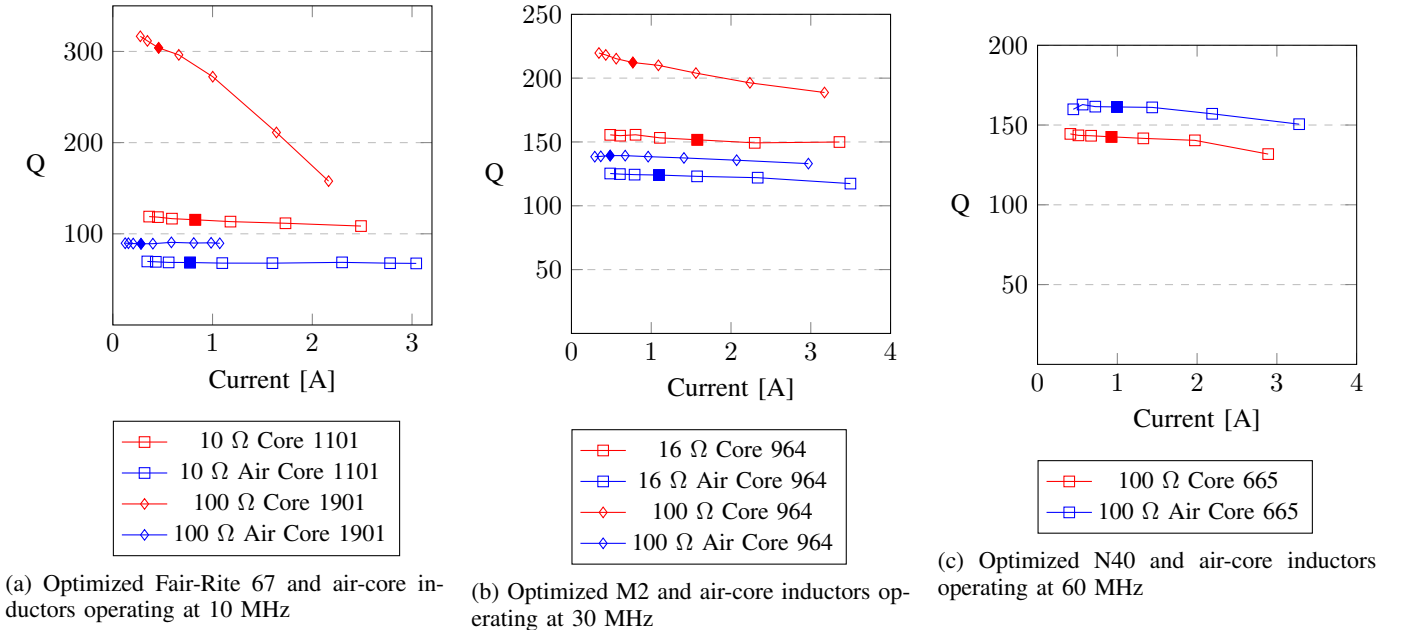 300
200
100
Q
0
1
2
3
Current [A]
10 Ω Core 1101
10 Ω Air Core 1101
100 Ω Core 1901
100 Ω Air Core 1901
(a) Optimized Fair-Rite 67 and air-core in-
ductors operating at 10 MHz
250
200
150
100
50
Q
0
1
2
3
4
Current [A]
16 Ω Core 964
16 Ω Air Core 964
100 Ω Core 964
100 Ω Air Core 964
(b) Optimized M2 and air-core inductors op-
erating at 30 MHz
200
150
100
50
Q
0
1
2
3
4
Current [A]
100 Ω Core 665
100 Ω Air Core 665
(c) Optimized N40 and air-core inductors
operating at 60 MHz